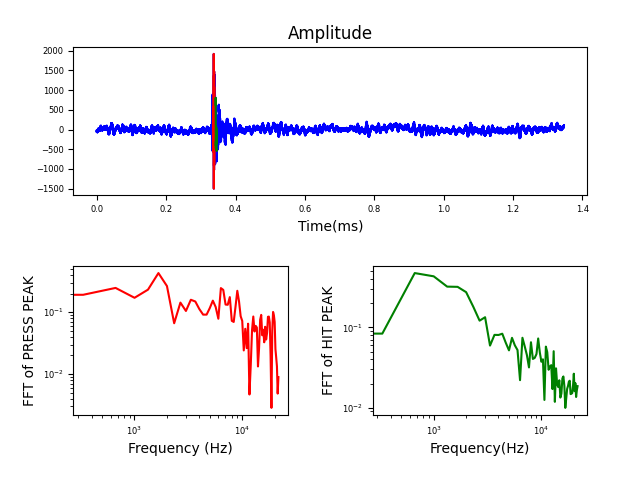 Amplitude
2000
1500
1000
500
0
−500
−1000
−1500
0.0 0.2 0.4 0.6 0.8 1.0 1.2 1.4
Time(ms)
FFT of PRESS PEAK
10⁻¹
10⁻²
10³ 10⁴
Frequency (Hz)
FFT of HIT PEAK
10⁻¹
10⁻²
10³ 10⁴
Frequency(Hz)